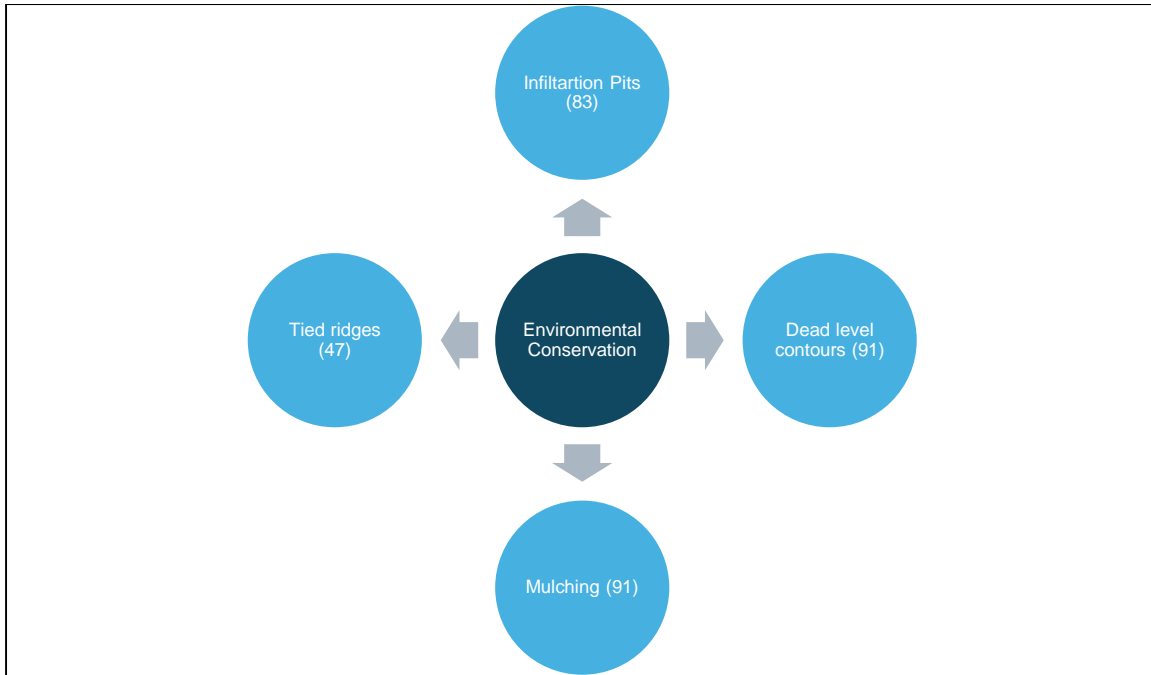 Infiltartion Pits
(83)
Tied ridges
(47)
Environmental
Conservation
Dead level
contours (91)
Mulching (91)